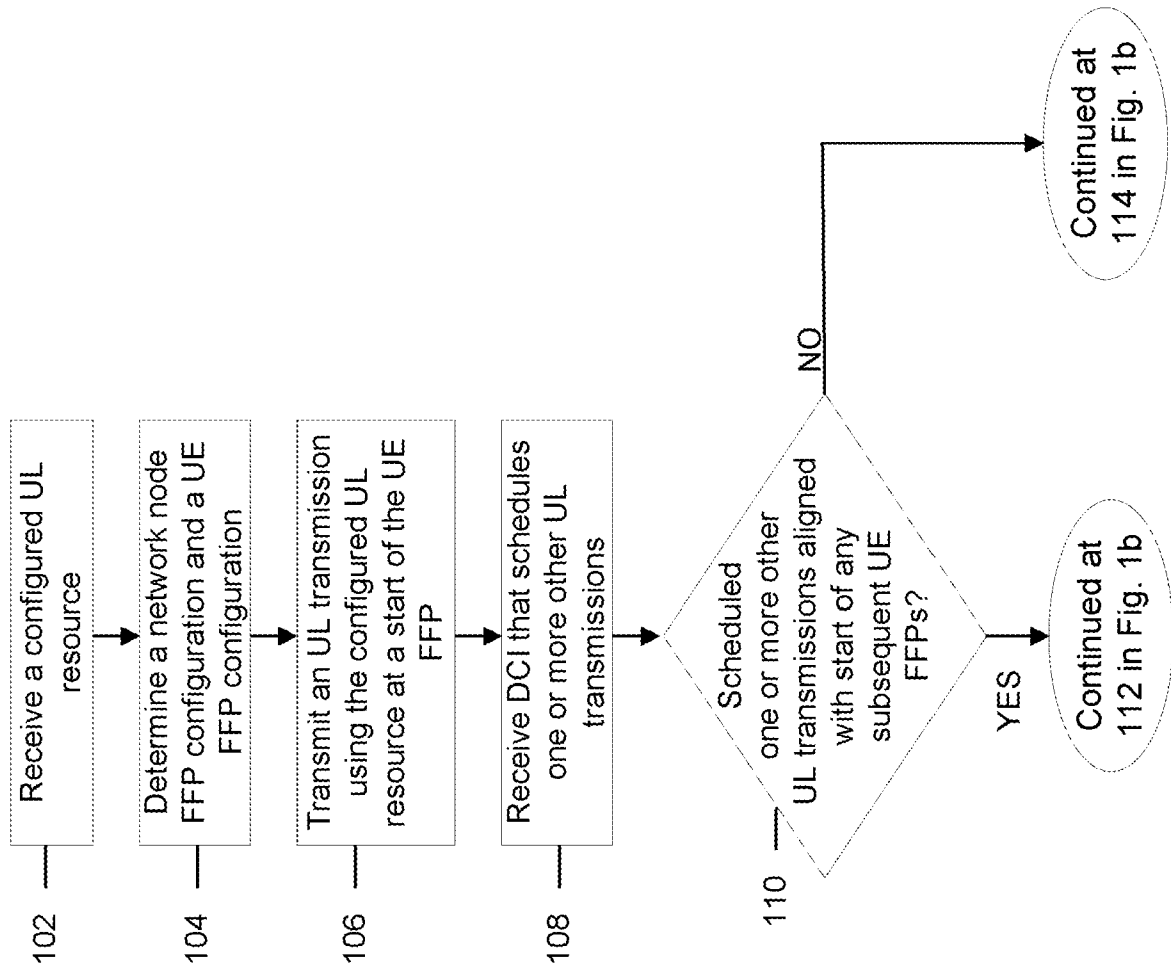 102
Receive a configured UL
resource
104
Determine a network node
FFP configuration and a UE
FFP configuration
106
Transmit an UL transmission
using the configured UL
resource at a start of the UE
FFP
108
Receive DCI that schedules
one or more other UL
transmissions
110
Scheduled
one or more other
UL transmissions aligned
with start of any
subsequent UE
FFPs?
NO
YES
Continued at
112 in Fig. 1b
Continued at
114 in Fig. 1b